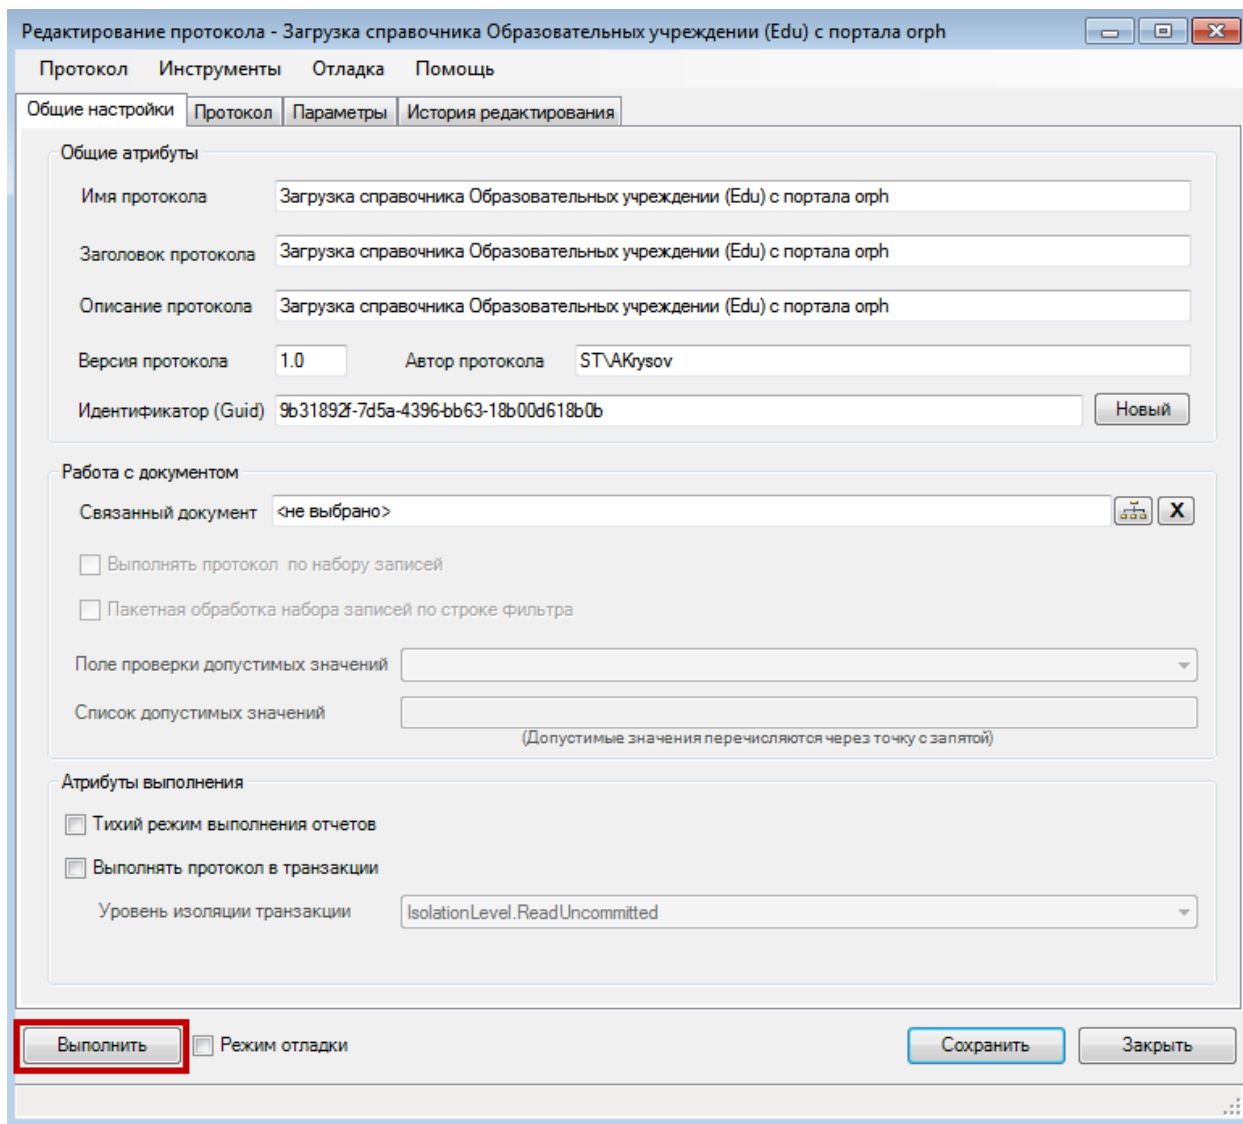 Редактирование протокола - Загрузка справочника Образовательных учреждении (Edu) с портала orph
Протокол Инструменты Отладка Помощь
Общие настройки Протокол Параметры История редактирования
Общие атрибуты
Имя протокола Загрузка справочника Образовательных учреждении (Edu) с портала orph
Заголовок протокола Загрузка справочника Образовательных учреждении (Edu) с портала orph
Описание протокола Загрузка справочника Образовательных учреждении (Edu) с портала orph
Версия протокола 1.0 Автор протокола ST\AKrysov
Идентификатор (Guid) 9b31892f-7d5a-4396-bb63-18b00d618b0b Новый
Работа с документом
Связанный документ <не выбрано> X
Выполнять протокол по набору записей
Пакетная обработка набора записей по строке фильтра
Поле проверки допустимых значений
Список допустимых значений
(Допустимые значения перечисляются через точку с запятой)
Атрибуты выполнения
Тихий режим выполнения отчетов
Выполнять протокол в транзакции
Уровень изоляции транзакции IsolationLevel.ReadUncommitted
Выполнить Режим отладки Сохранить Закрыть